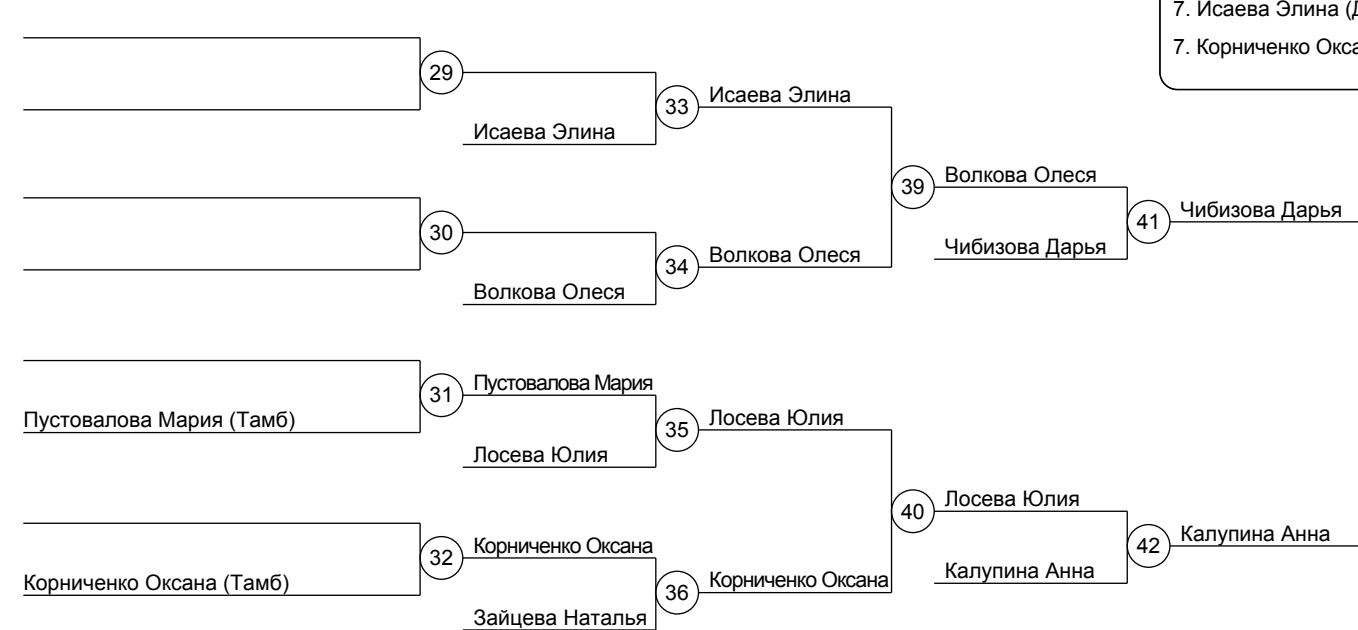 7. Исаева Элина (
7. Корниченко Окса
29
33 Исаева Элина
Исаева Элина
39 Волкова Олеся
41 Чибизова Дарья
30
34 Волкова Олеся
Чибизова Дарья
Волкова Олеся
31 Пустовалова Мария
Пустовалова Мария (Тамб)
35 Лосева Юлия
Лосева Юлия
40 Лосева Юлия
42 Калупина Анна
32 Корниченко Оксана
Корниченко Оксана (Тамб)
36 Корниченко Оксана
Калупина Анна
Зайцева Наталья